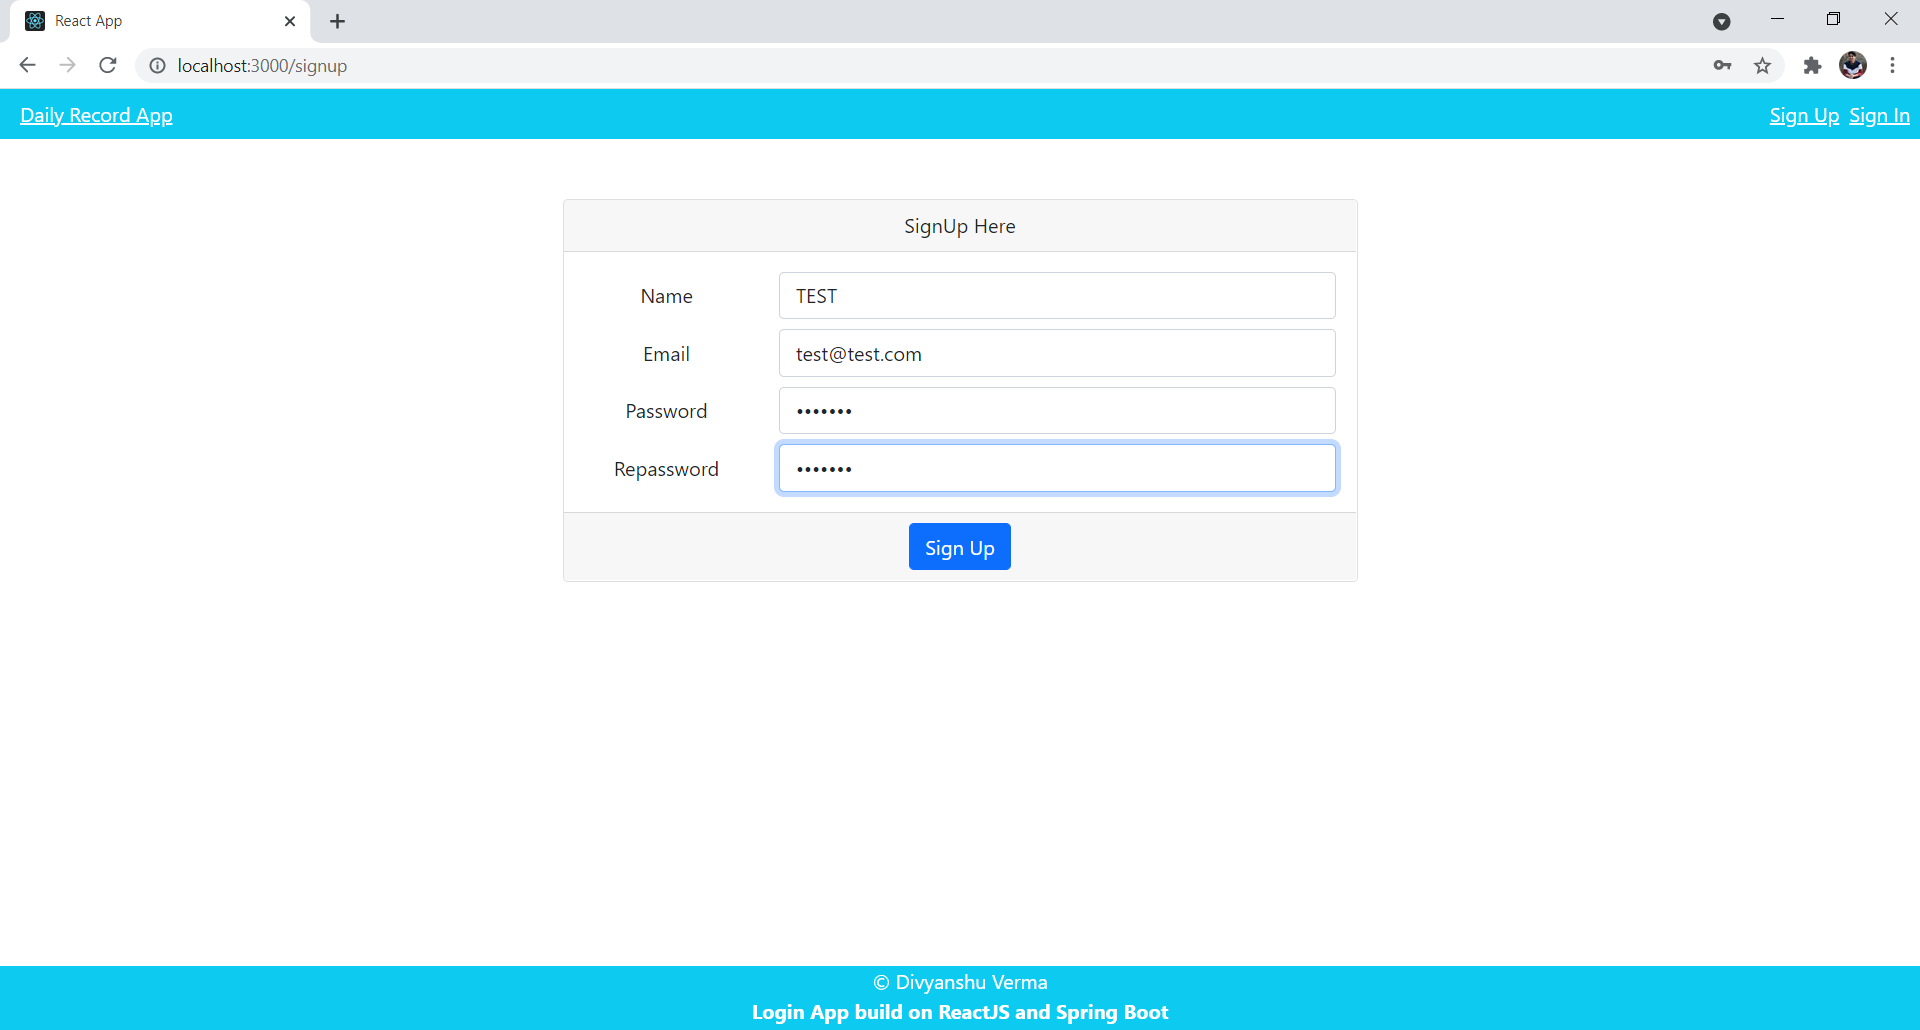 React App
localhost:3000/signup
Daily Record App
Sign Up Sign In
SignUp Here
Name TEST
Email test@test.com
Password •••••••
Repassword •••••••
Sign Up
© Divyanshu Verma
Login App build on ReactJS and Spring Boot